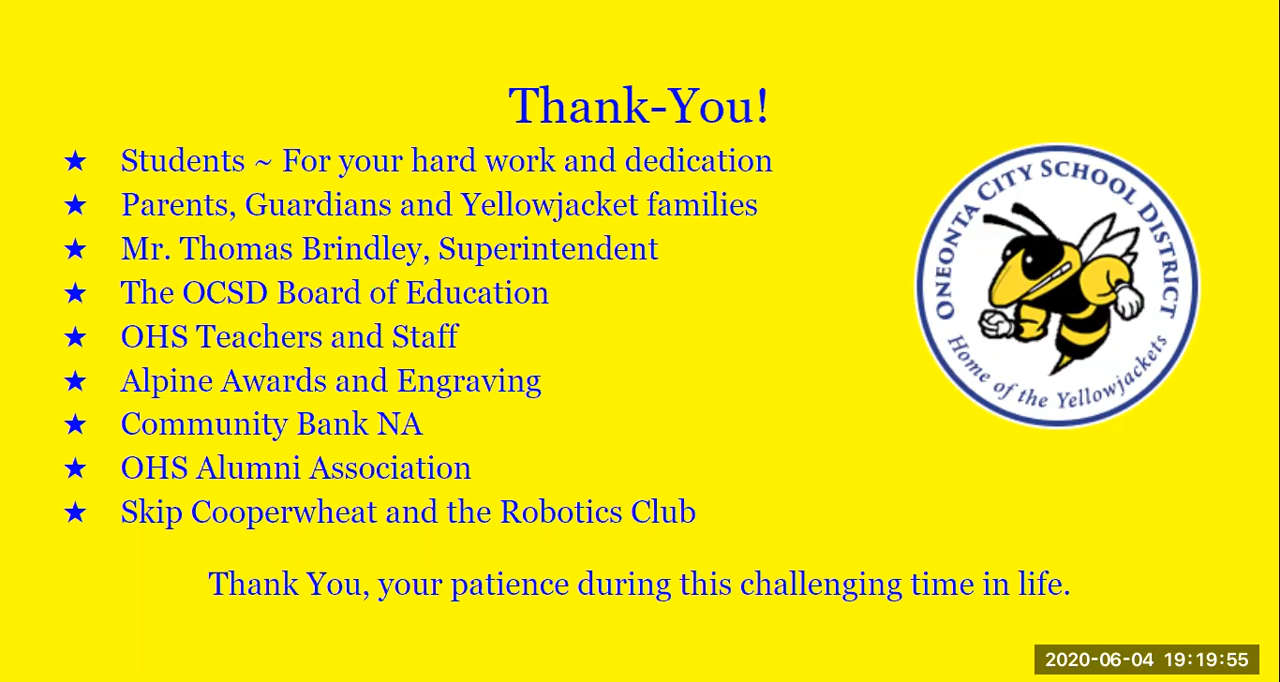 Thank-You!
★ Students ~ For your hard work and dedication
★ Parents, Guardians and Yellowjacket families
★ Mr. Thomas Brindley, Superintendent
★ The OCSD Board of Education
★ OHS Teachers and Staff
★ Alpine Awards and Engraving
★ Community Bank NA
★ OHS Alumni Association
★ Skip Cooperwheat and the Robotics Club
Thank You, your patience during this challenging time in life.
ONEONTA CITY SCHOOL DISTRICT
Home of the Yellowjackets
2020-06-04 19:19:55